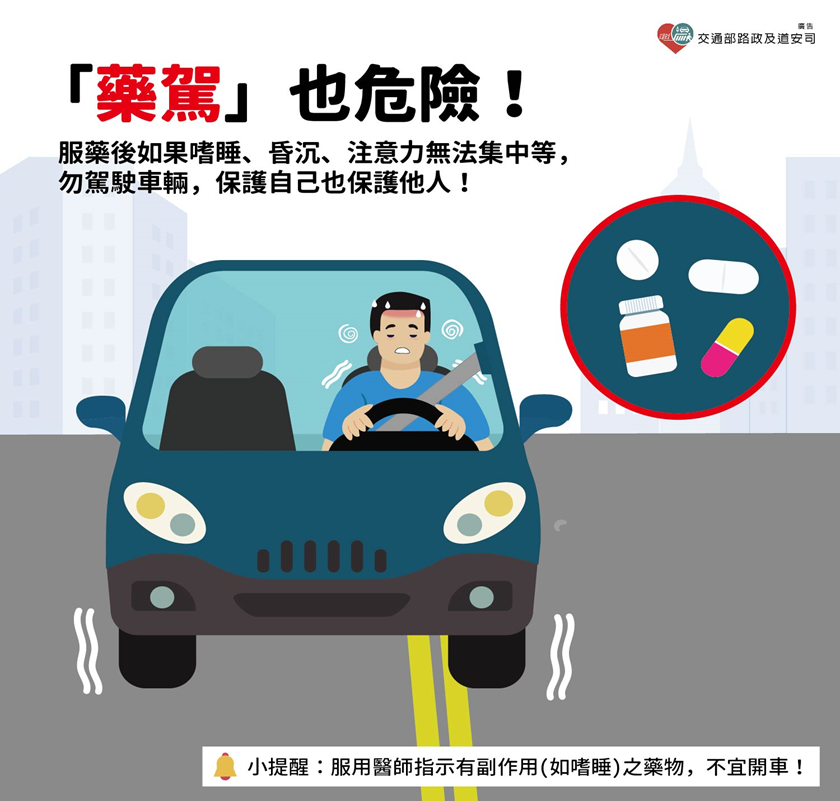 廣告
交通部路政及道安司
「藥駕」也危險！
服藥後如果嗜睡、昏沉、注意力無法集中等，
勿駕駛車輛，保護自己也保護他人！
小提醒：服用醫師指示有副作用(如嗜睡)之藥物，不宜開車！